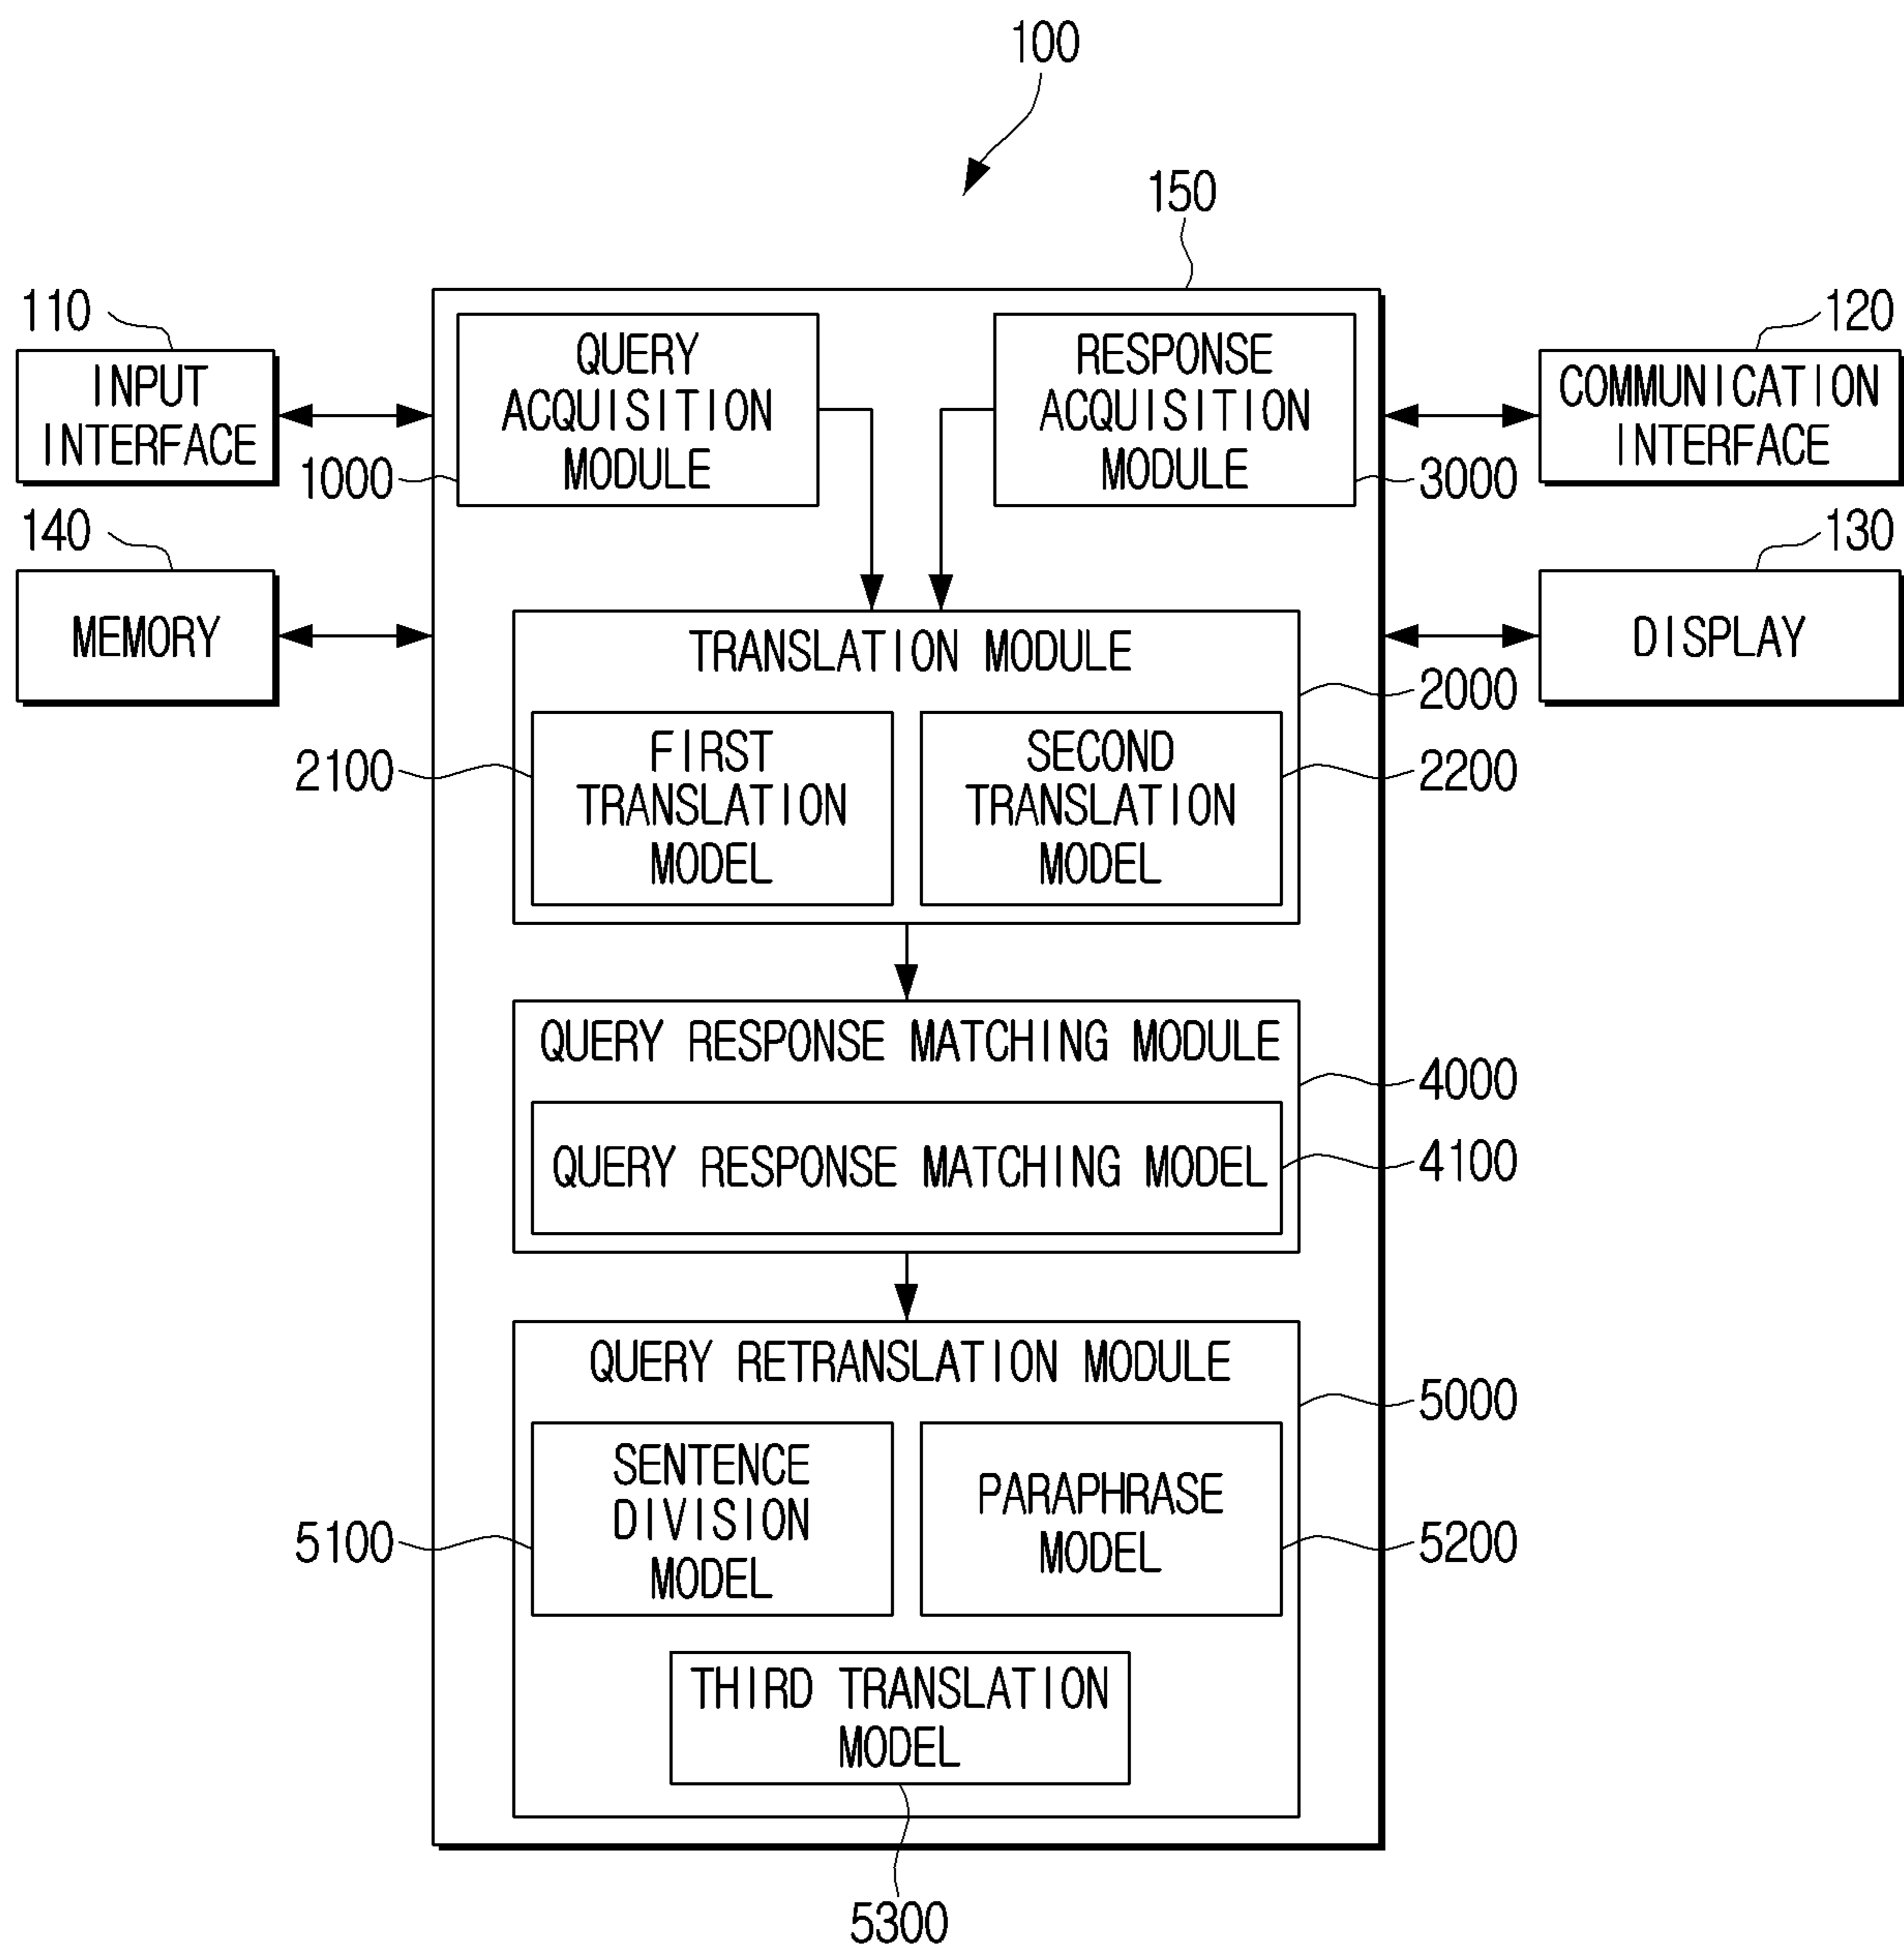 100
150
110
INPUT
INTERFACE
140
MEMORY
QUERY
ACQUISITION
MODULE
1000
RESPONSE
ACQUISITION
MODULE
3000
120
COMMUNICATION
INTERFACE
130
DISPLAY
TRANSLATION MODULE
2000
FIRST
TRANSLATION
MODEL
2100
SECOND
TRANSLATION
MODEL
2200
QUERY RESPONSE MATCHING MODULE
4000
QUERY RESPONSE MATCHING MODEL
4100
QUERY RETRANSLATION MODULE
5000
SENTENCE
DIVISION
MODEL
5100
PARAPHRASE
MODEL
5200
THIRD TRANSLATION
MODEL
5300